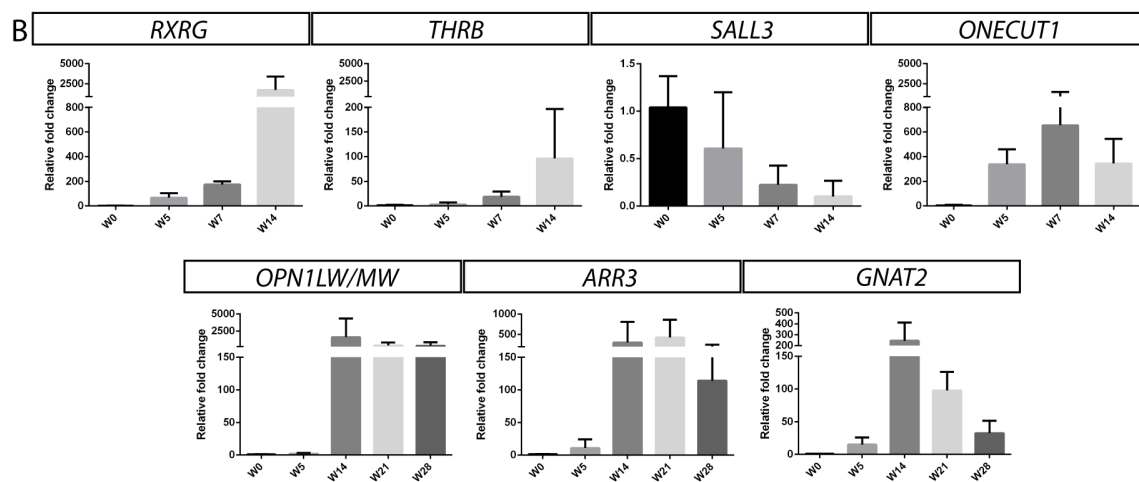 B
RXRG
THRB
SALL3
ONECUT1
Relative fold change
5000
2500
800
600
400
200
0
W0
W5
W7
W14
Relative fold change
5000
2500
200
150
100
50
0
W0
W5
W7
W14
Relative fold change
1.5
1.0
0.5
0.0
W0
W5
W7
W14
Relative fold change
5000
2500
800
600
400
200
0
W0
W5
W7
W14
OPN1LW/MW
ARR3
GNAT2
Relative fold change
5000
2500
150
100
50
0
W0
W5
W14
W21
W28
Relative fold change
1000
500
150
100
50
0
W0
W5
W14
W21
W28
Relative fold change
500
400
300
200
150
100
50
0
W0
W5
W14
W21
W28